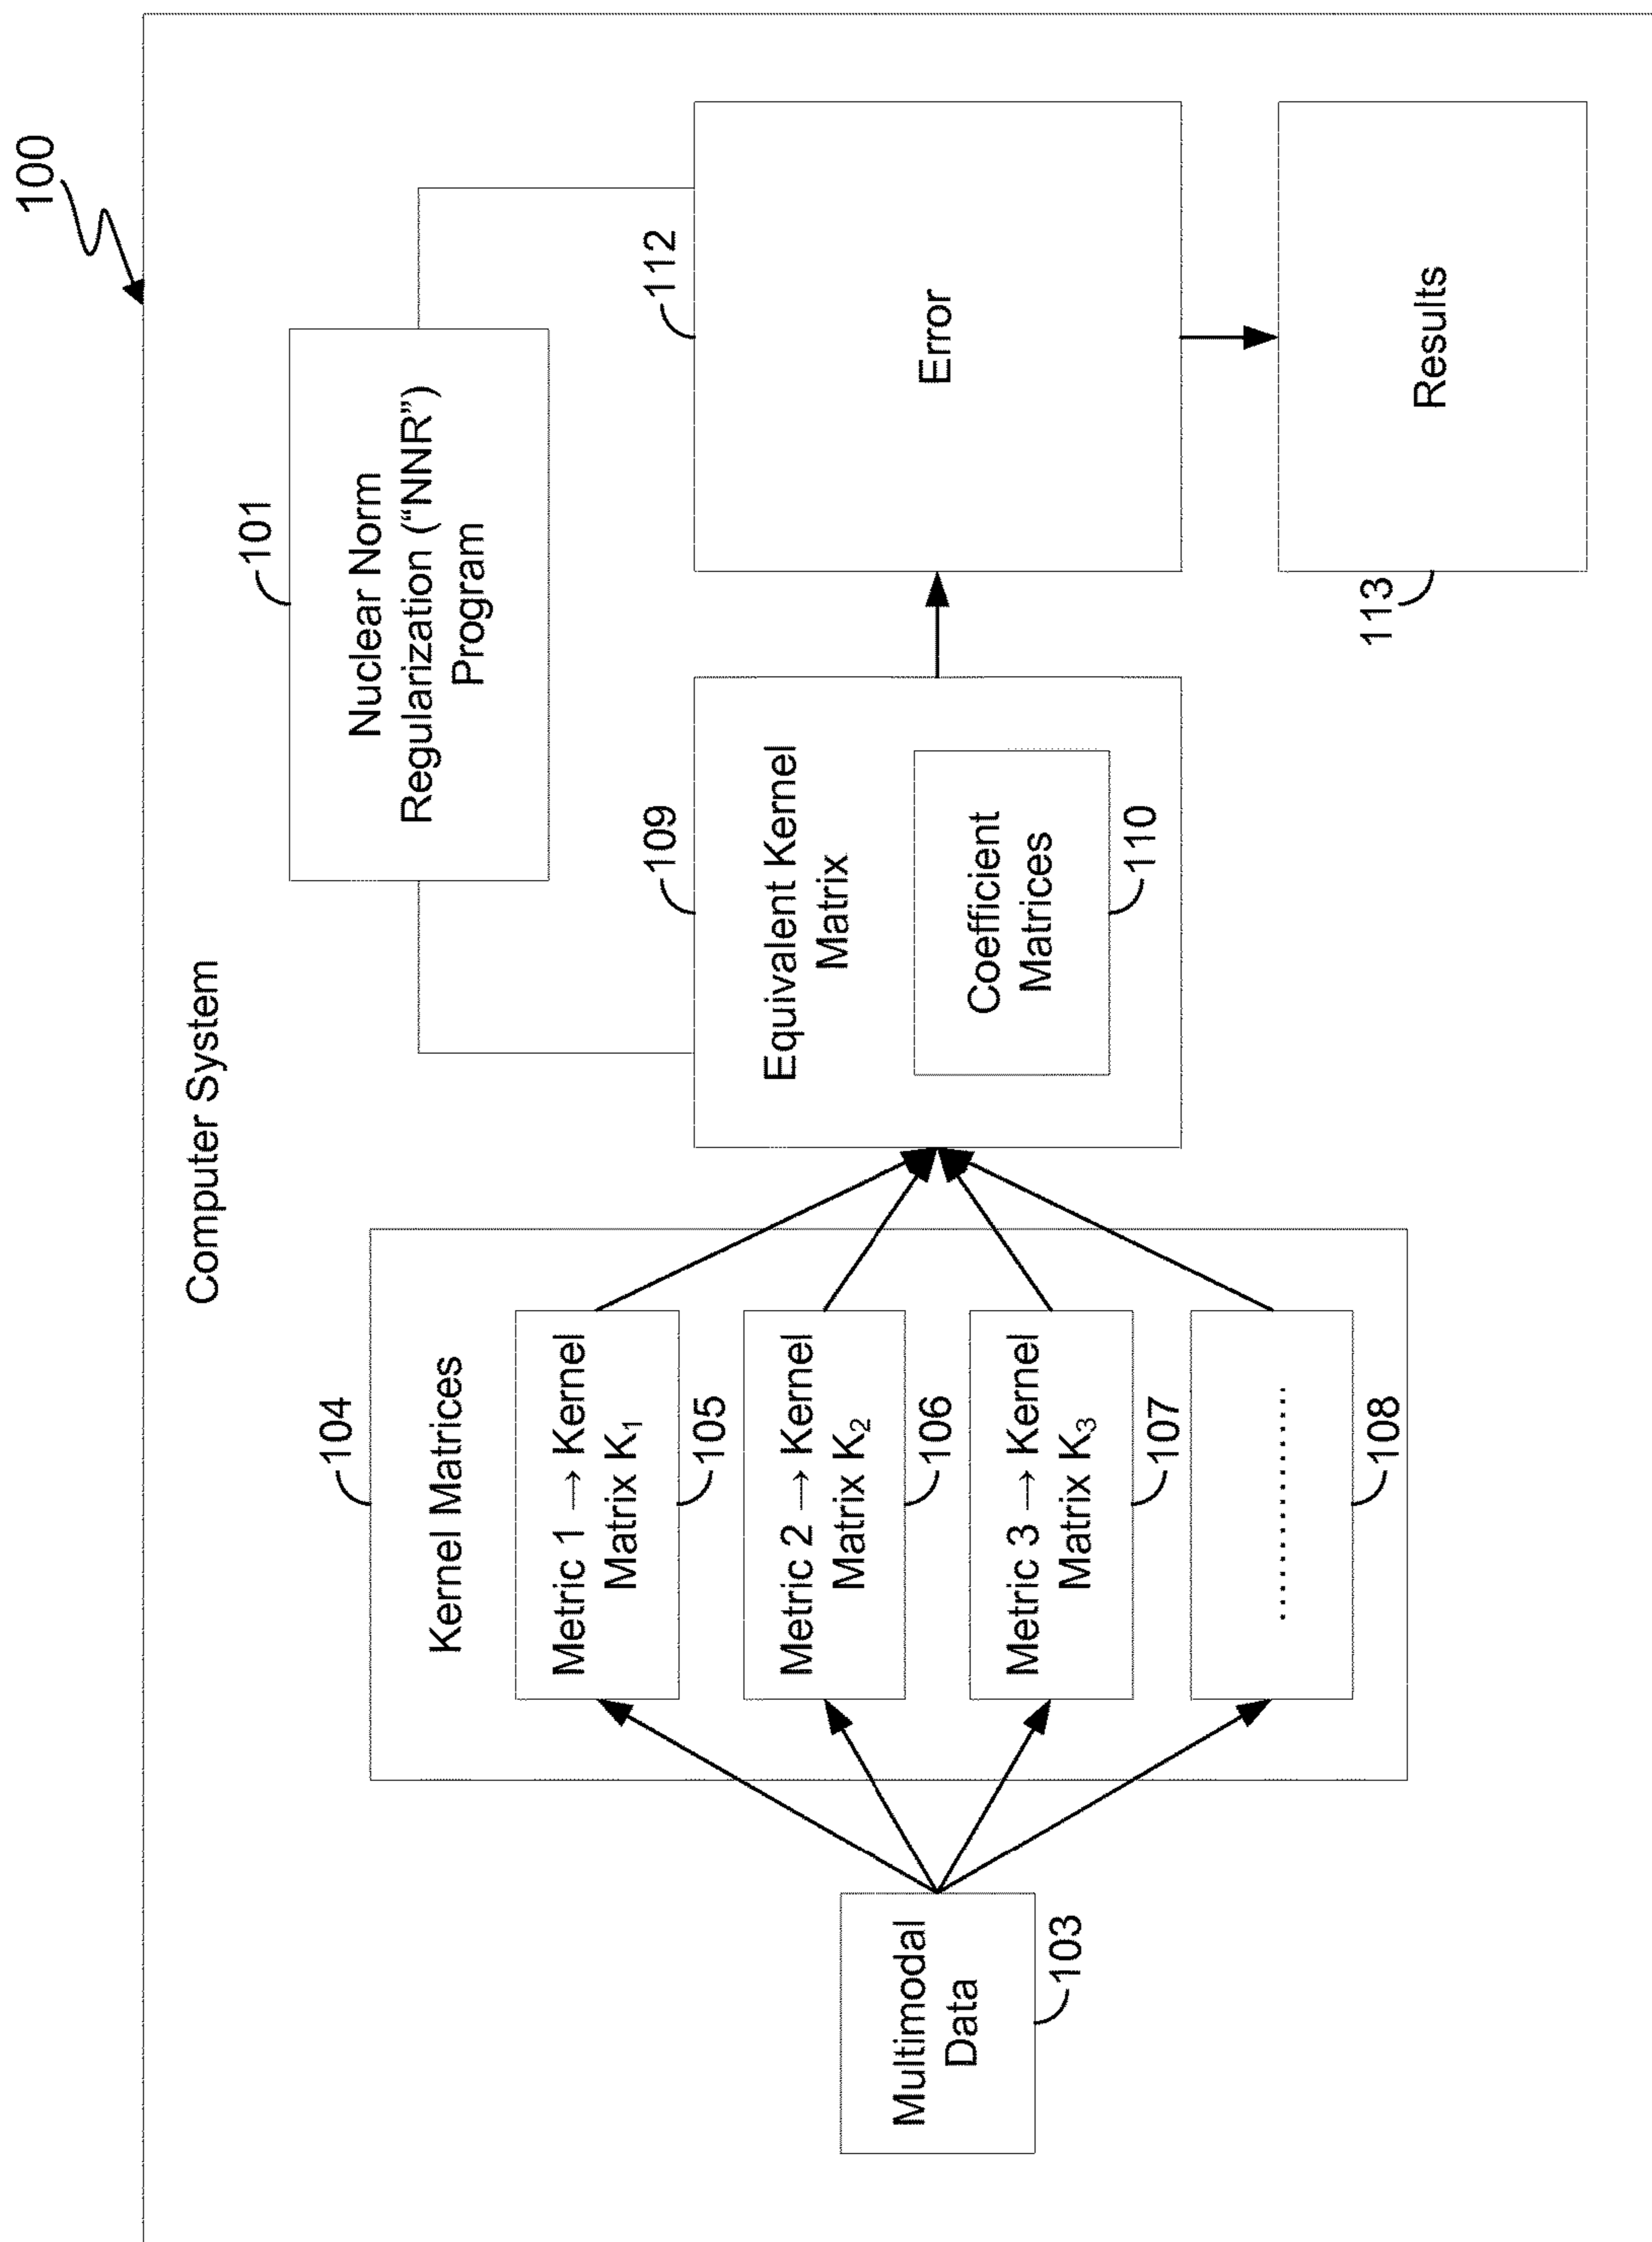 100
Computer System
101
Nuclear Norm
Regularization (“NNR”)
Program
104
Kernel Matrices
Metric 1 → Kernel
Matrix K₁
105
Metric 2 → Kernel
Matrix K₂
106
Metric 3 → Kernel
Matrix K₃
107
................
108
Multimodal
Data
103
109
Equivalent Kernel
Matrix
Coefficient
Matrices
110
112
Error
Results
113